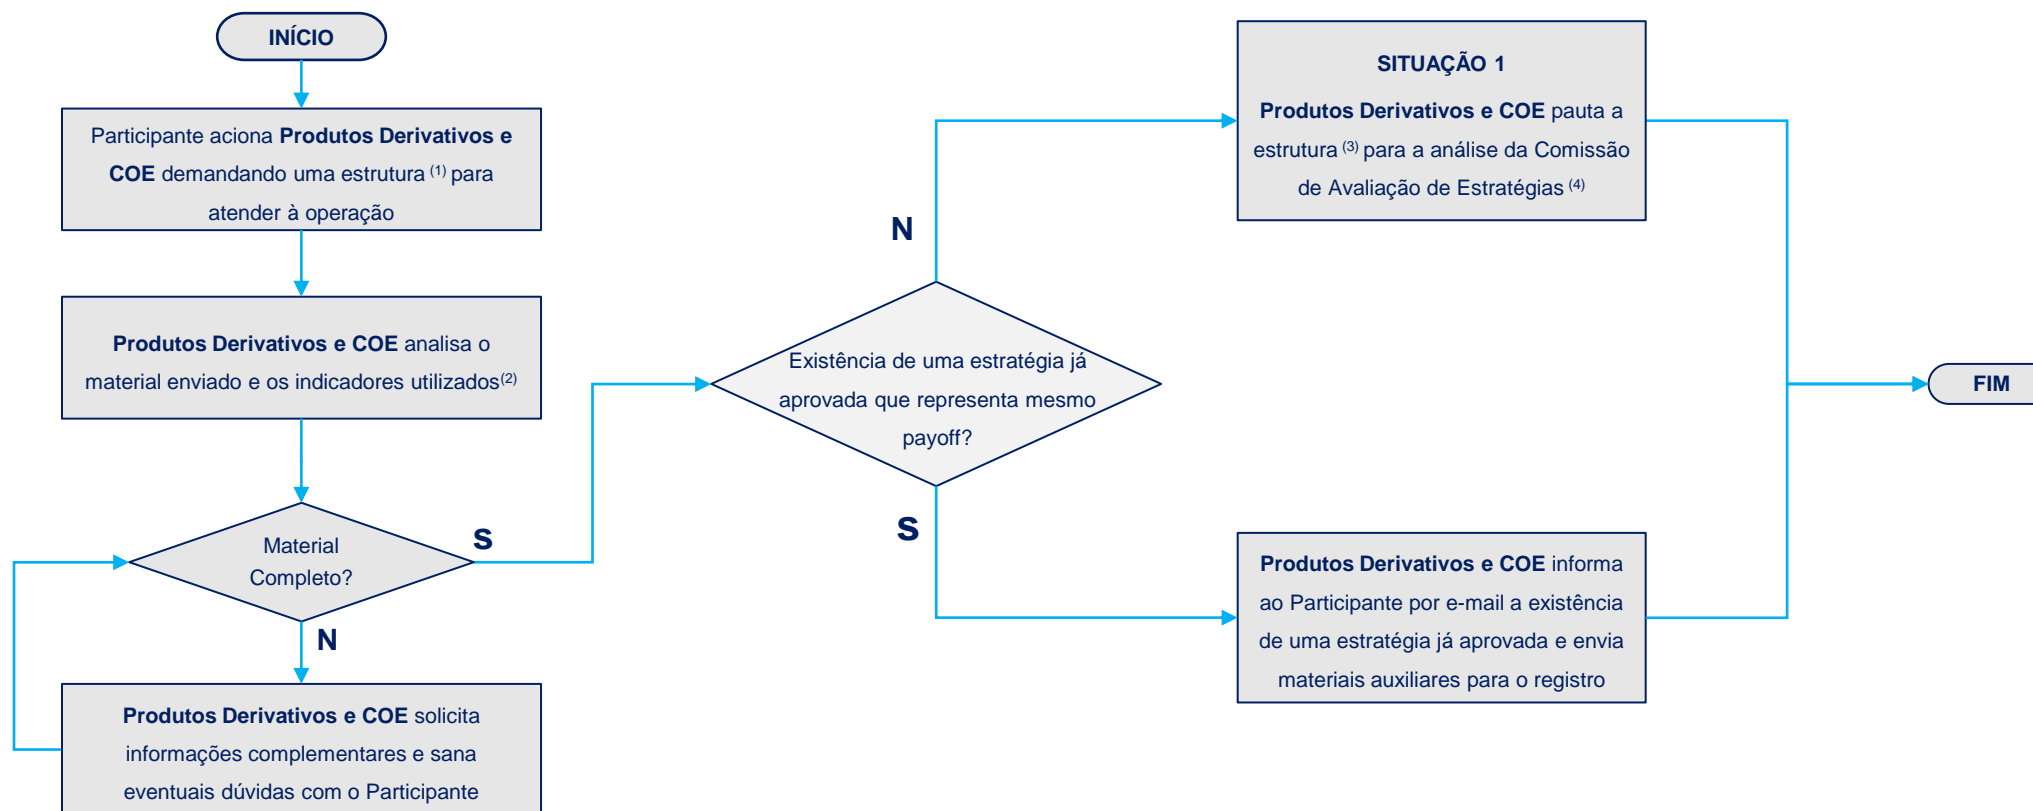 INÍCIO
Participante aciona Produtos Derivativos e
COE demandando uma estrutura (1) para
atender à operação
Produtos Derivativos e COE analisa o
material enviado e os indicadores utilizados(2)
Material
Completo?
S
N
Produtos Derivativos e COE solicita
informações complementares e sana
eventuais dúvidas com o Participante
Existência de uma estratégia já
aprovada que representa mesmo
payoff?
N
S
SITUAÇÃO 1
Produtos Derivativos e COE pauta a
estrutura (3) para a análise da Comissão
de Avaliação de Estratégias (4)
Produtos Derivativos e COE informa
ao Participante por e-mail a existência
de uma estratégia já aprovada e envia
materiais auxiliares para o registro
FIM